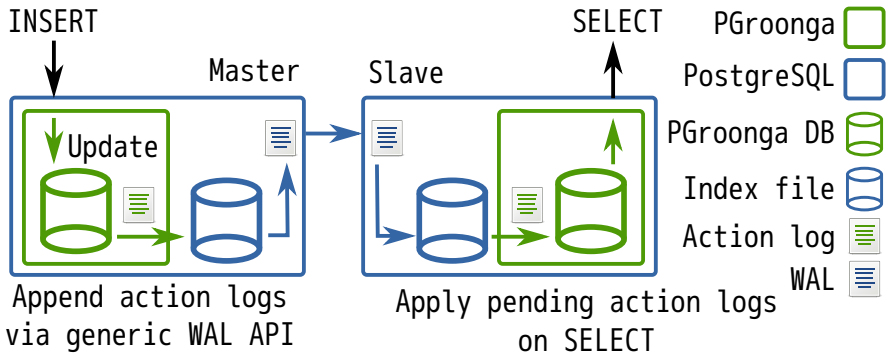 INSERT
SELECT
PGroonga
Master
Slave
PostgreSQL
Update
PGroonga DB
Index file
Action log
WAL
Append action logs
via generic WAL API
Apply pending action logs
on SELECT